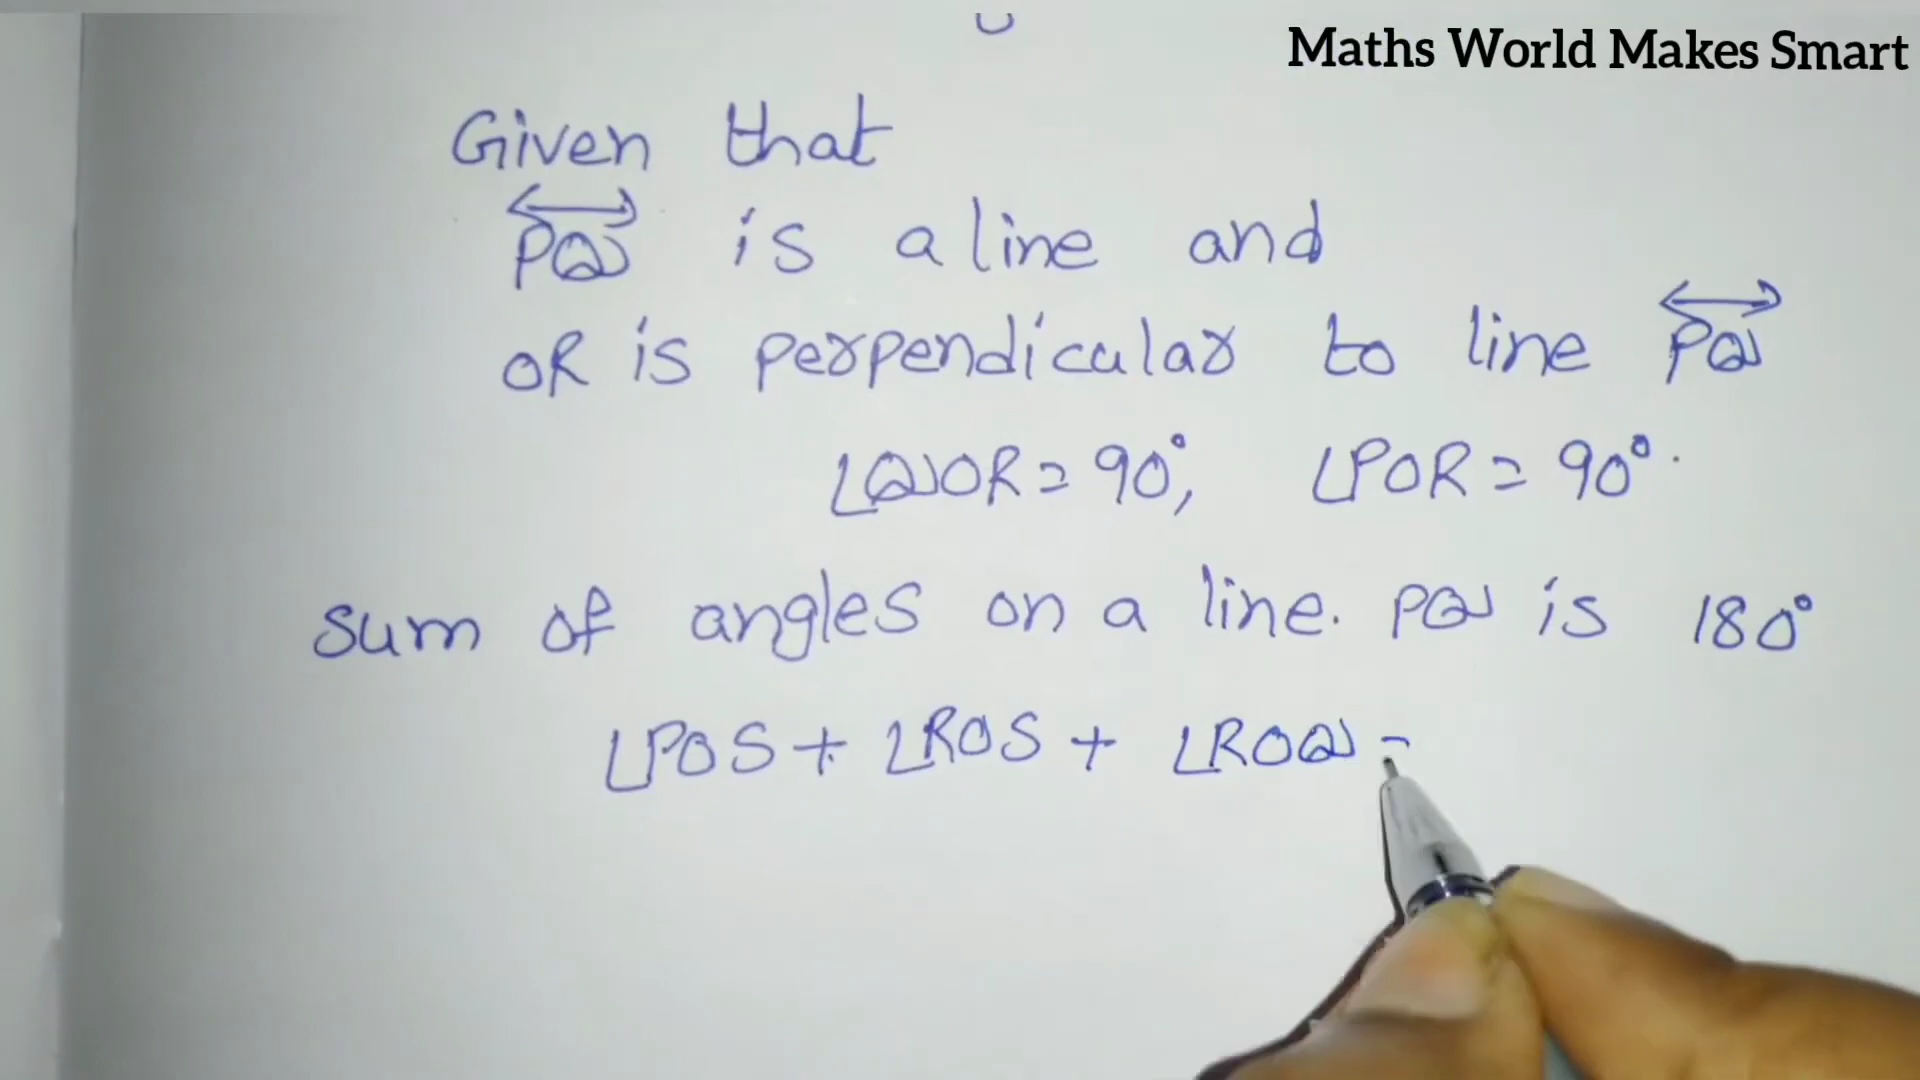 Maths World Makes Smart
Given that
PQ is a line and
OR is perpendicular to line PQ
∠QOR = 90°, ∠POR = 90°.
sum of angles on a line. PQ is 180°
∠POS + ∠ROS + ∠ROQ =